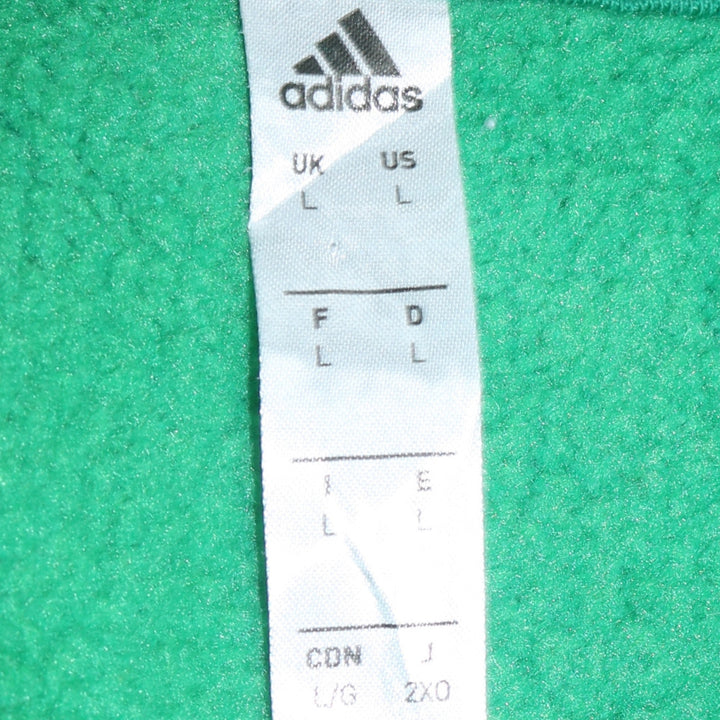 adidas
UK US
L L
F D
L L
I E
L L
CDN J
L/G 2XO